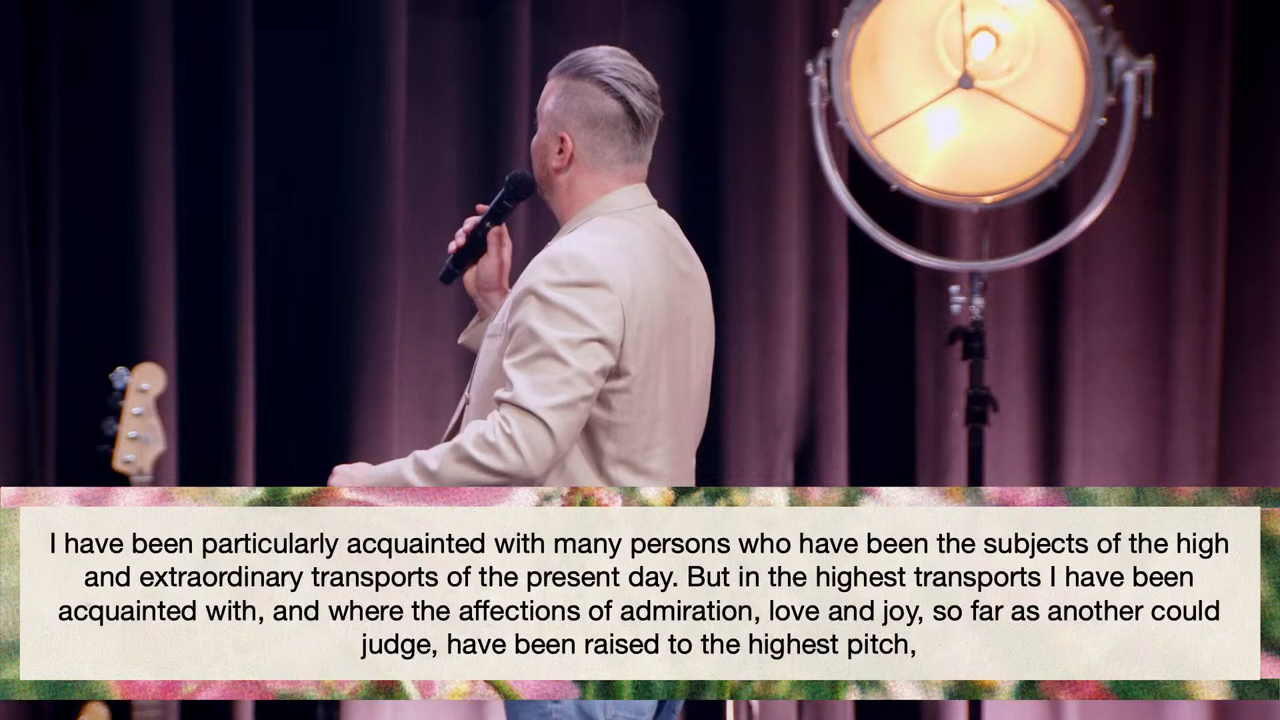 I have been particularly acquainted with many persons who have been the subjects of the high
and extraordinary transports of the present day. But in the highest transports I have been
acquainted with, and where the affections of admiration, love and joy, so far as another could
judge, have been raised to the highest pitch,